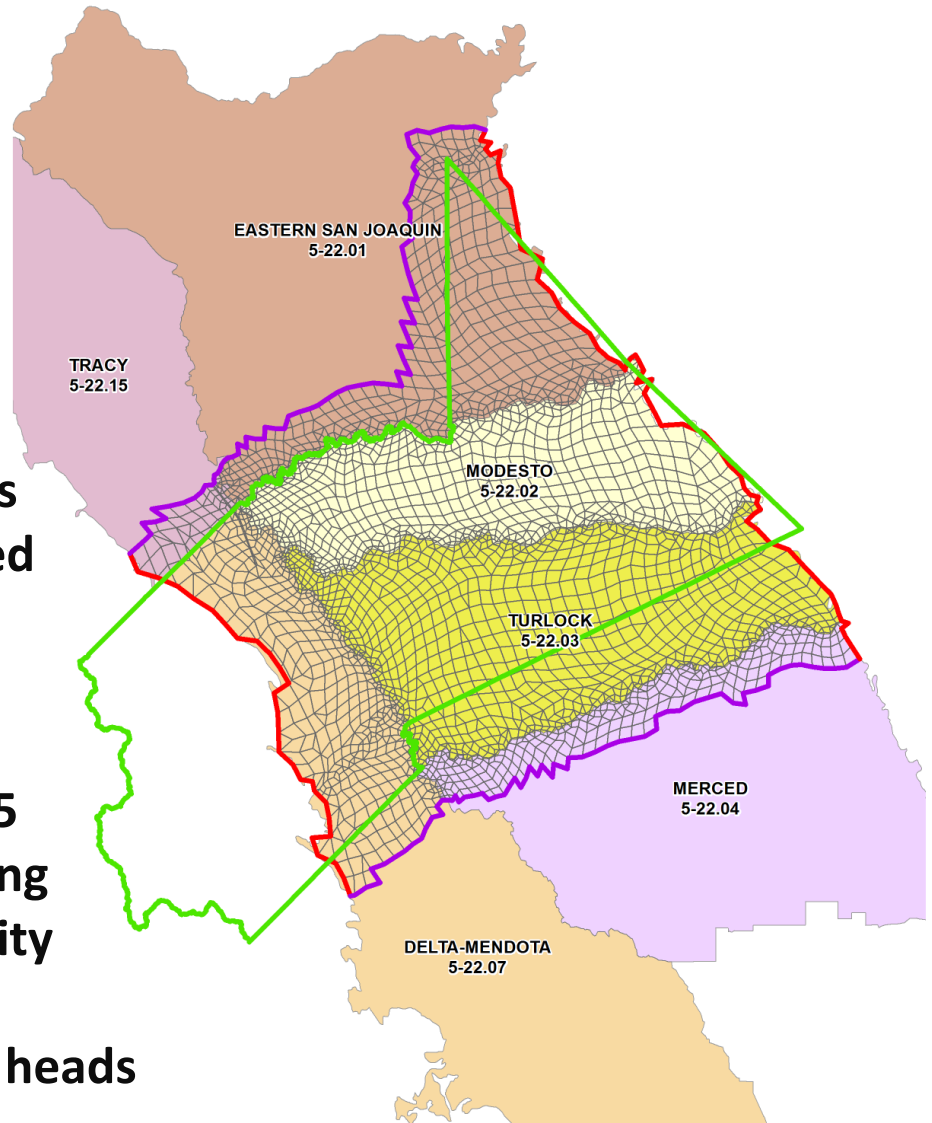 EASTERN SAN JOAQUIN
5-22.01
TRACY
5-22.15
s
MODESTO
5-22.02
ed
TURLOCK
5-22.03
5
MERCED
5-22.04
ng
ity
DELTA-MENDOTA
5-22.07
heads